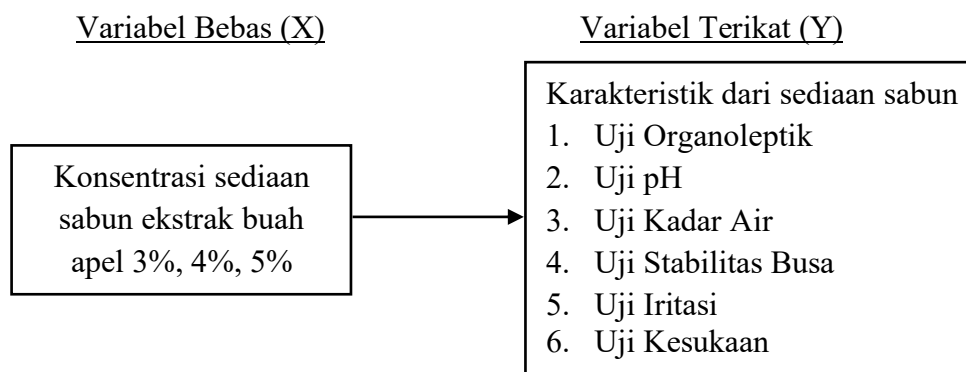 Variabel Bebas (X)
Variabel Terikat (Y)
Konsentrasi sediaan
sabun ekstrak buah
apel 3%, 4%, 5%
Karakteristik dari sediaan sabun
1. Uji Organoleptik
2. Uji pH
3. Uji Kadar Air
4. Uji Stabilitas Busa
5. Uji Iritasi
6. Uji Kesukaan